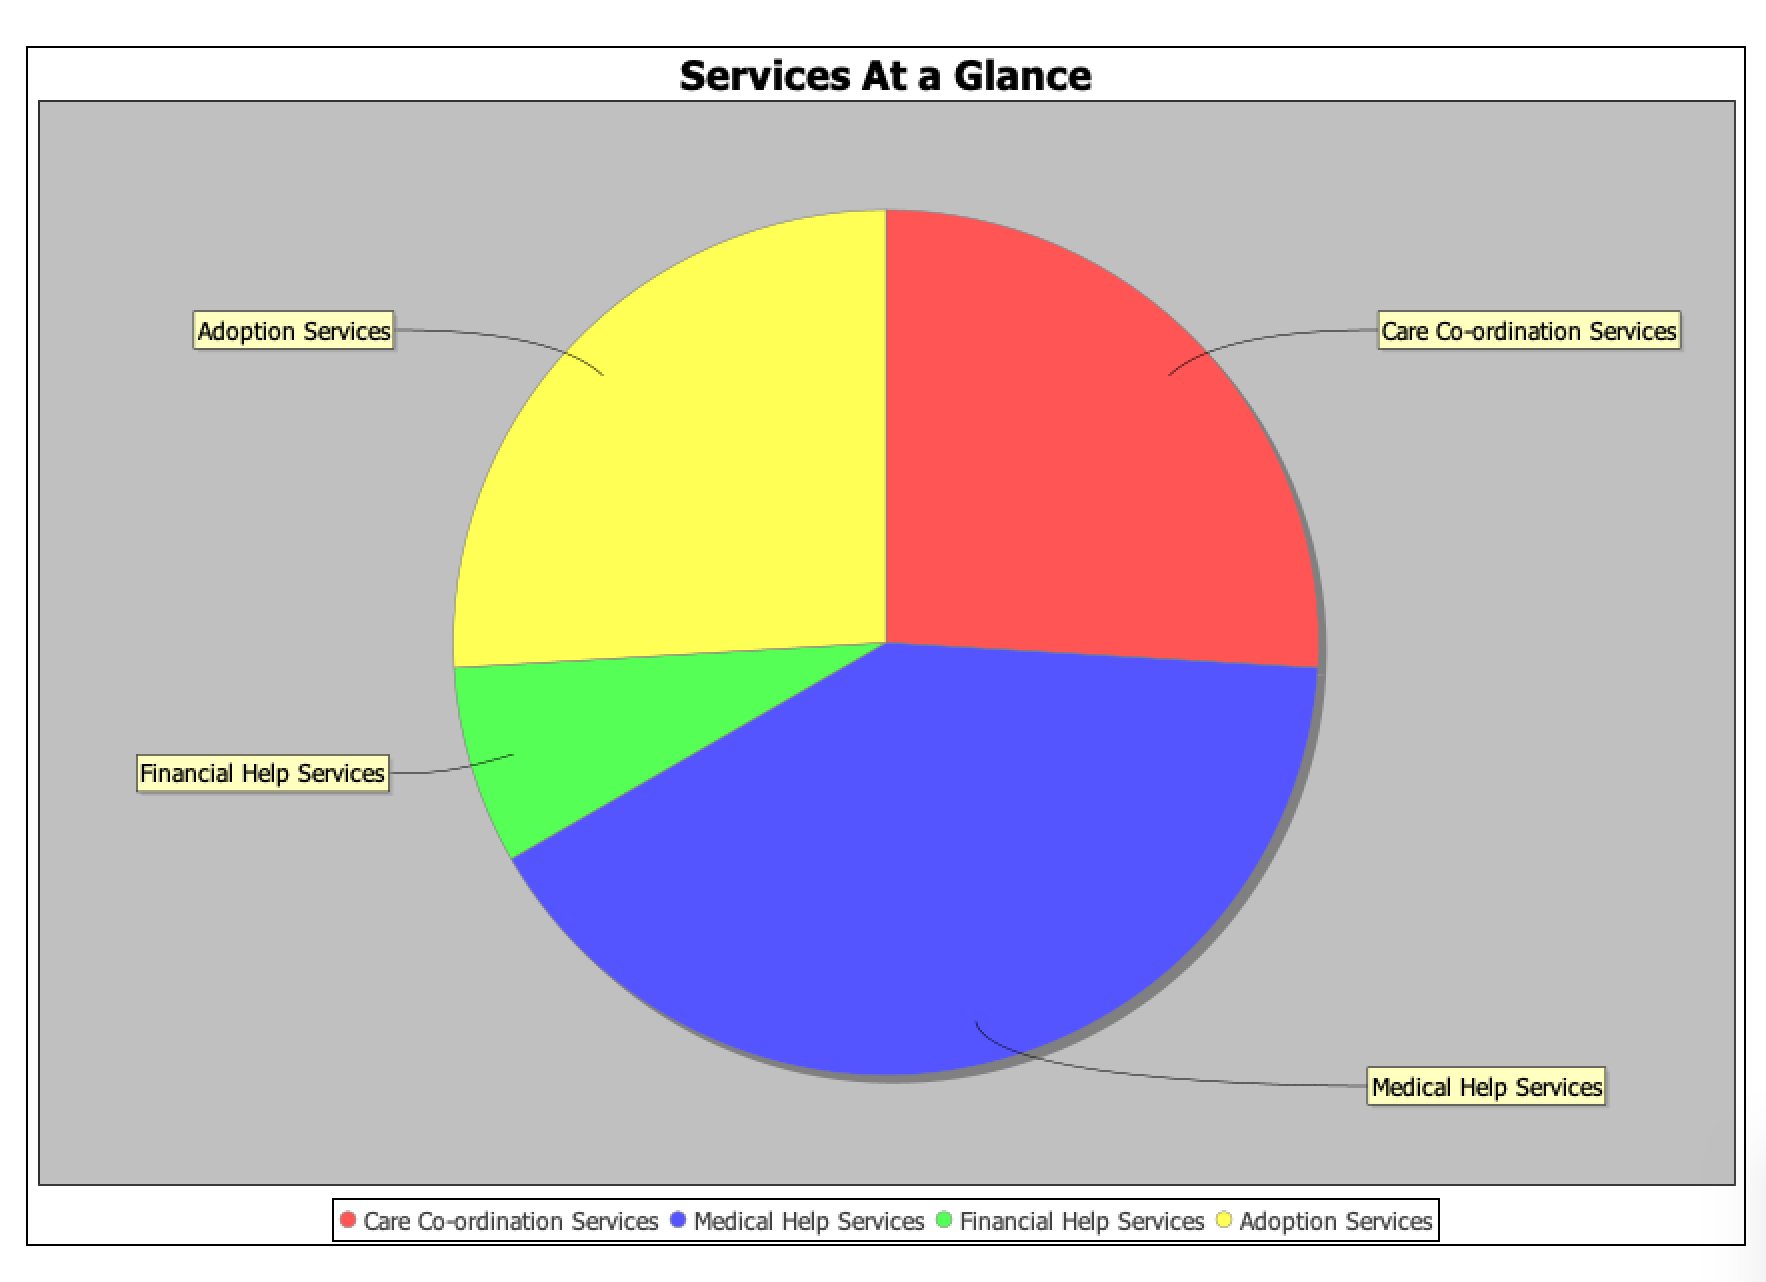 Services At a Glance
Adoption Services
Care Co-ordination Services
Financial Help Services
Medical Help Services
Care Co-ordination Services Medical Help Services Financial Help Services Adoption Services